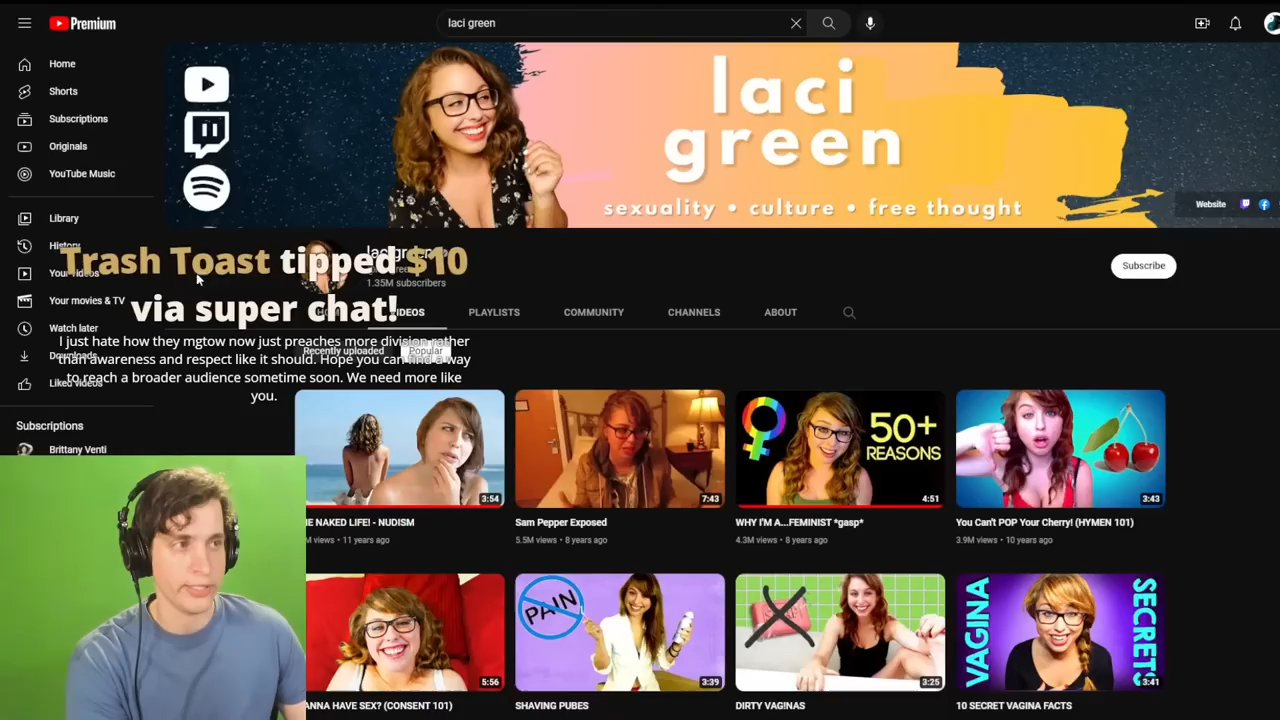 Premium
laci green
Home
Shorts
Subscriptions
Originals
YouTube Music
Library
History
Your videos
Your movies & TV
Watch later
Downloads
Liked videos
Subscriptions
Brittany Venti
laci
green
sexuality • culture • free thought
Website
laci green
1.35M subscribers
Subscribe
Trash Toast tipped $10
via super chat!
I just hate how they mgtow now just preaches more division rather
than awareness and respect like it should. Hope you can find a way
to reach a broader audience sometime soon. We need more like
you.
VIDEOS
PLAYLISTS
COMMUNITY
CHANNELS
ABOUT
Recently uploaded
Popular
3:54
7:43
50+
REASONS
4:51
3:43
NAKED LIFE! - NUDISM
views • 11 years ago
Sam Pepper Exposed
5.5M views • 8 years ago
WHY I'M A...FEMINIST *gasp*
4.3M views • 8 years ago
You Can't POP Your Cherry! (HYMEN 101)
3.9M views • 10 years ago
5:56
PAIN
3:39
3:25
VAGINA
SECRETS
3:41
HAVE SEX? (CONSENT 101)
SHAVING PUBES
DIRTY VAG!NAS
10 SECRET VAGINA FACTS